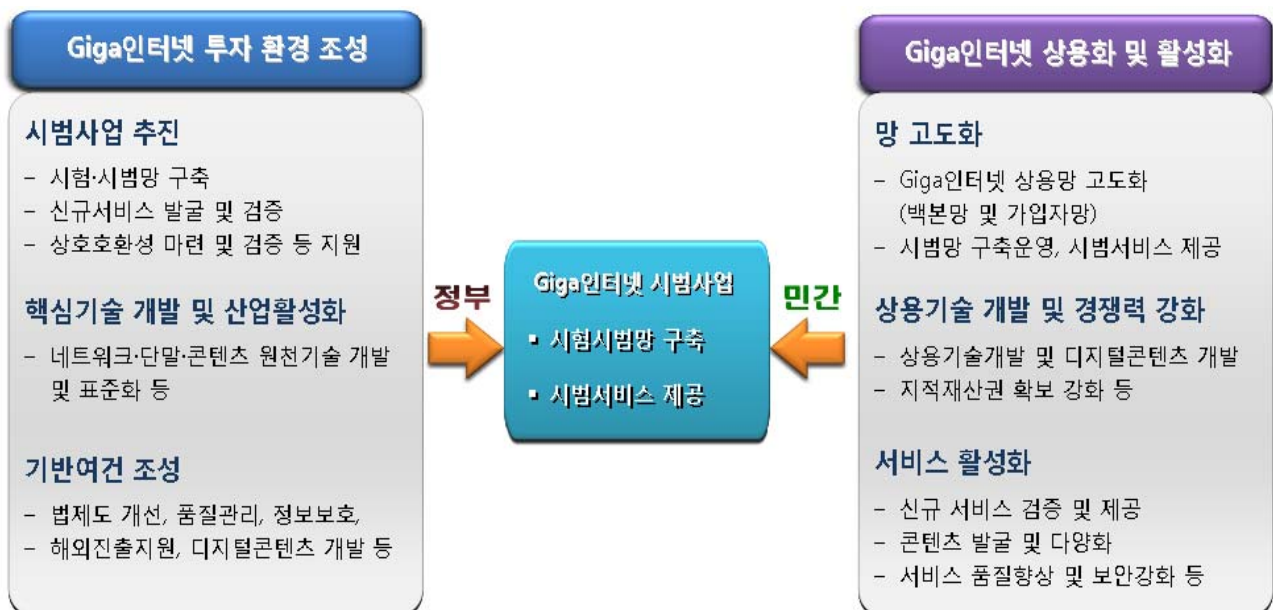 Giga인터넷 투자 환경 조성
시범사업 추진
- 시험·시범망 구축
- 신규서비스 발굴 및 검증
- 상호호환성 마련 및 검증 등 지원
핵심기술 개발 및 산업활성화
- 네트워크·단말·콘텐츠 원천기술 개발
및 표준화 등
기반여건 조성
- 법제도 개선, 품질관리, 정보보호,
- 해외진출지원, 디지털콘텐츠 개발 등
정부
Giga인터넷 시범사업
▪ 시험시범망 구축
▪ 시범서비스 제공
민간
Giga인터넷 상용화 및 활성화
망 고도화
- Giga인터넷 상용망 고도화
(백본망 및 가입자망)
- 시범망 구축운영, 시범서비스 제공
상용기술 개발 및 경쟁력 강화
- 상용기술개발 및 디지털콘텐츠 개발
- 지적재산권 확보 강화 등
서비스 활성화
- 신규 서비스 검증 및 제공
- 콘텐츠 발굴 및 다양화
- 서비스 품질향상 및 보안강화 등